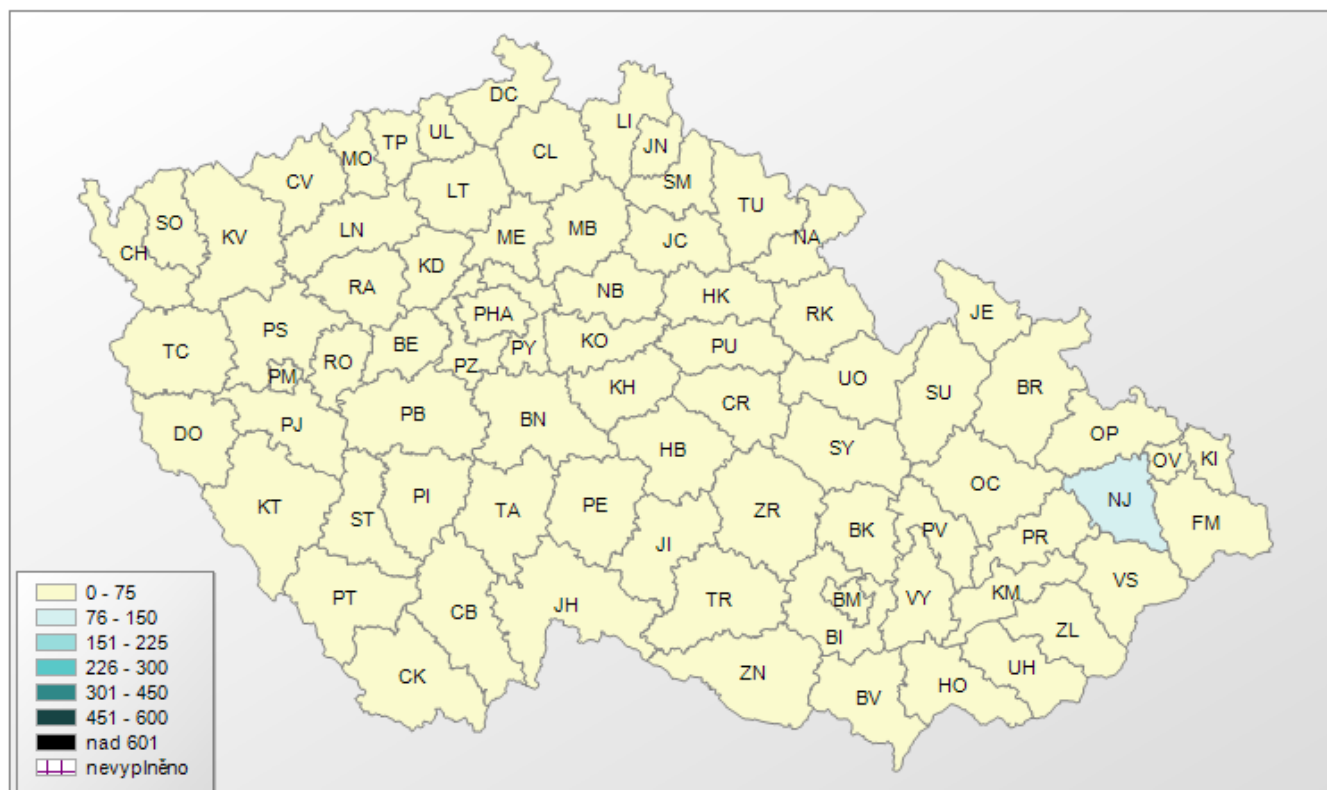 DC
LI
UL
TP
JN
MO
CL
CV
LT
SM
TU
SO
KV
LN
ME
MB
JC
NA
CH
KD
RA
NB
HK
PHA
RK
JE
PS
TC
BE
PY
KO
PU
RO
PZ
PM
UO
KH
BR
SU
CR
PB
BN
PJ
DO
OP
SY
HB
OV
KI
OC
NJ
KT
PI
TA
PE
ZR
ST
FM
BK
PV
PR
JI
VS
KM
PT
CB
JH
TR
BM
VY
BI
ZL
CK
ZN
UH
HO
BV
0 - 75
76 - 150
151 - 225
226 - 300
301 - 450
451 - 600
nad 601
nevyplněno